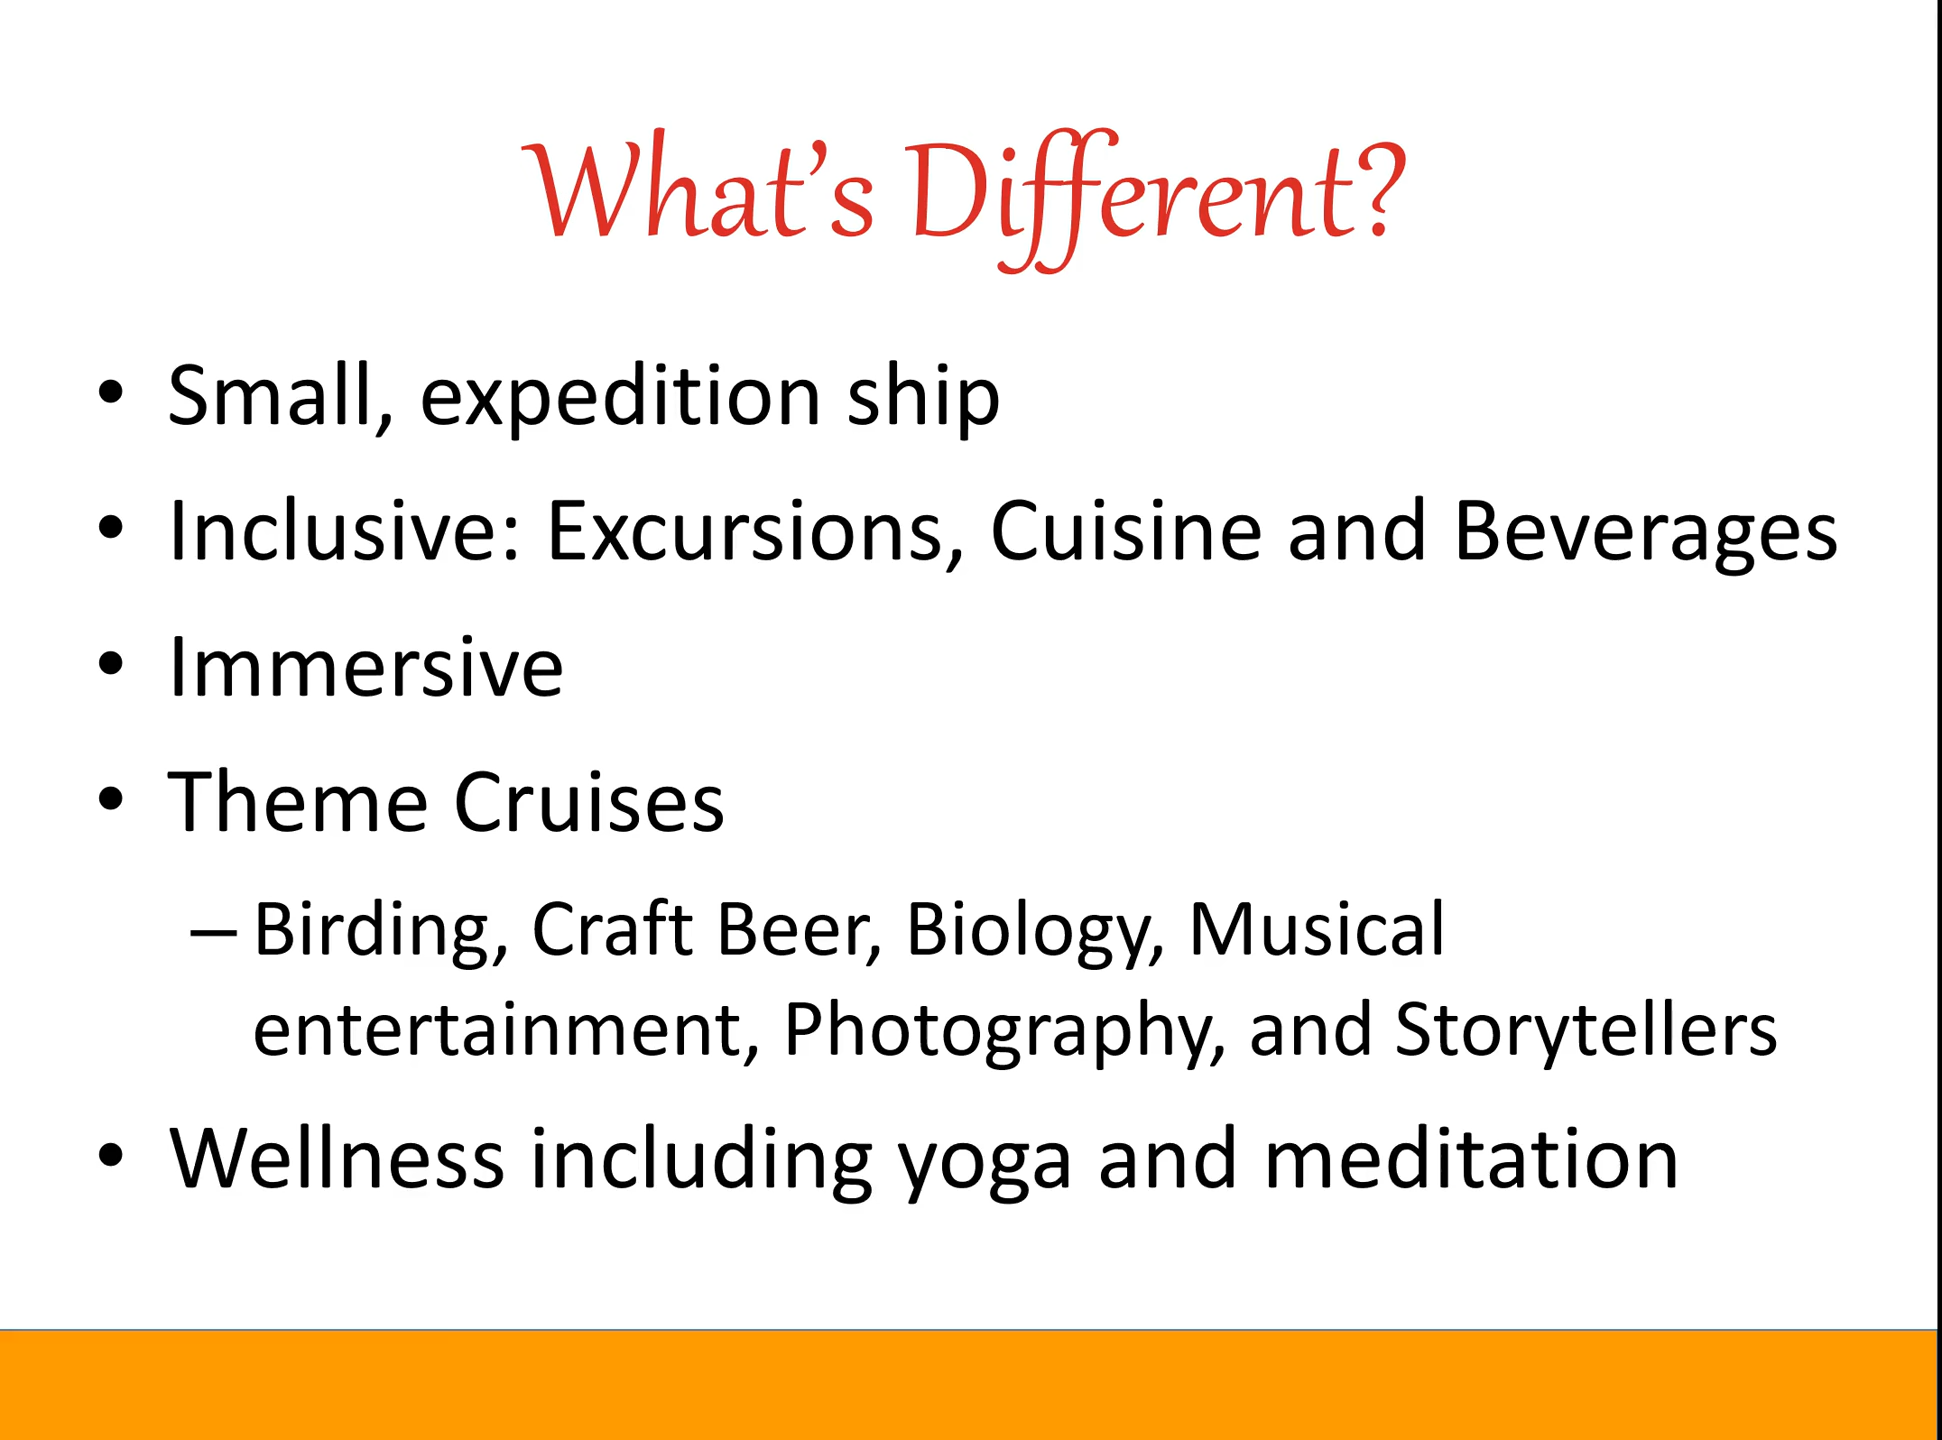 What's Different?
• Small, expedition ship
• Inclusive: Excursions, Cuisine and Beverages
• Immersive
• Theme Cruises
– Birding, Craft Beer, Biology, Musical
entertainment, Photography, and Storytellers
• Wellness including yoga and meditation